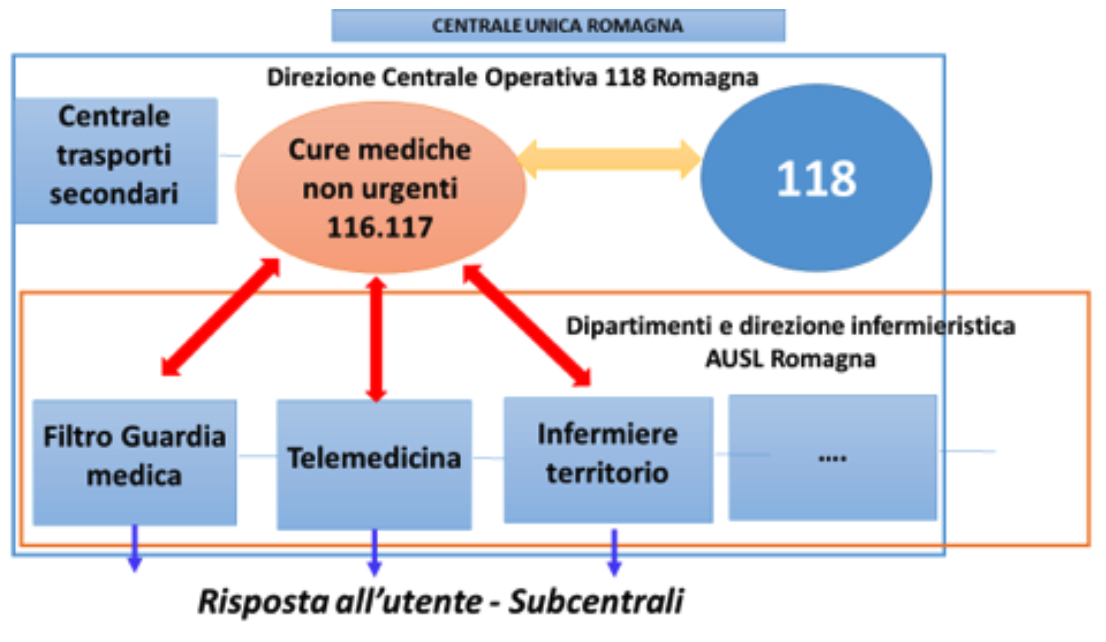 CENTRALE UNICA ROMAGNA
Direzione Centrale Operativa 118 Romagna
Centrale
trasporti
secondari
Cure mediche
non urgenti
116.117
118
Dipartimenti e direzione infermieristica
AUSL Romagna
Filtro Guardia
medica
Telemedicina
Infermiere
territorio
....
Risposta all'utente - Subcentrali